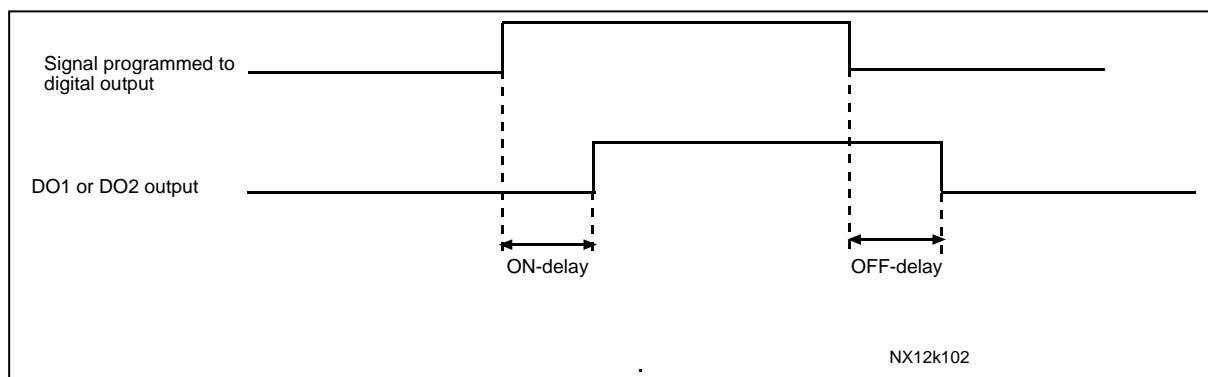 Signal programmed to
digital output
DO1 or DO2 output
ON-delay
OFF-delay
NX12k102